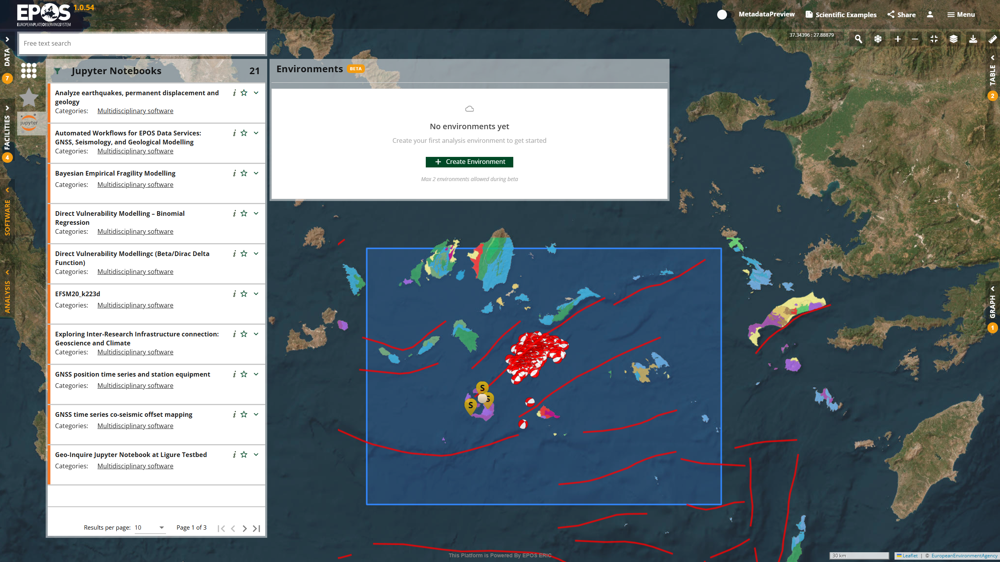 EPOS 1.0.54
EUROPEANPLATEOBSERVINGSYSTEM
MetadataPreview
Scientific Examples
Share
Menu
37.34396 : 27.88879
DATA
7
FACILITIES
4
SOFTWARE
ANALYSIS
Free text search
jupyter
Jupyter Notebooks 21
Analyze earthquakes, permanent displacement and
geology
Categories: Multidisciplinary software
Automated Workflows for EPOS Data Services:
GNSS, Seismology, and Geological Modelling
Categories: Multidisciplinary software
Bayesian Empirical Fragility Modelling
Categories: Multidisciplinary software
Direct Vulnerability Modelling – Binomial
Regression
Categories: Multidisciplinary software
Direct Vulnerability Modellingc (Beta/Dirac Delta
Function)
Categories: Multidisciplinary software
EFSM20_k223d
Categories: Multidisciplinary software
Exploring Inter-Research Infrastructure connection:
Geoscience and Climate
Categories: Multidisciplinary software
GNSS position time series and station equipment
Categories: Multidisciplinary software
GNSS time series co-seismic offset mapping
Categories: Multidisciplinary software
Geo-Inquire Jupyter Notebook at Ligure Testbed
Categories: Multidisciplinary software
Results per page: 10 Page 1 of 3
Environments BETA
No environments yet
Create your first analysis environment to get started
+ Create Environment
Max 2 environments allowed during beta
S
S
S
TABLE
2
GRAPH
1
This Platform is Powered By EPOS ERIC
30 km
Leaflet | © EuropeanEnvironmentAgency